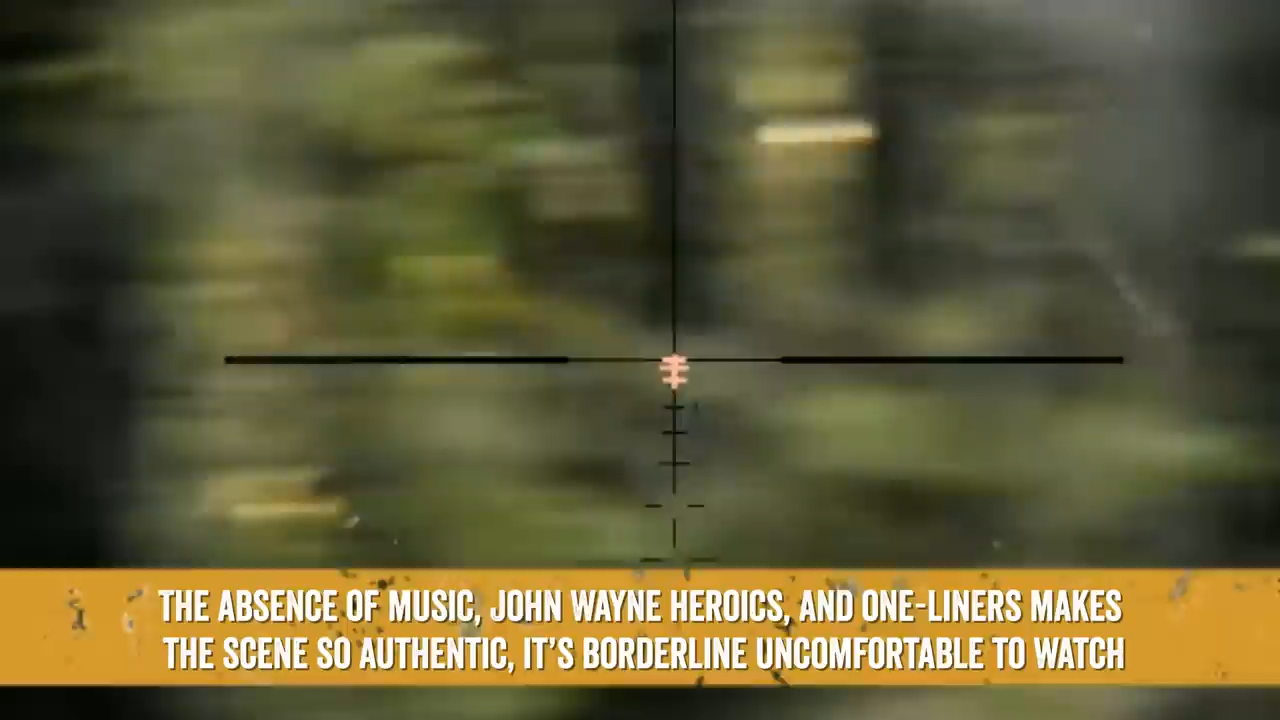 THE ABSENCE OF MUSIC, JOHN WAYNE HEROICS, AND ONE-LINERS MAKES
THE SCENE SO AUTHENTIC, IT'S BORDERLINE UNCOMFORTABLE TO WATCH